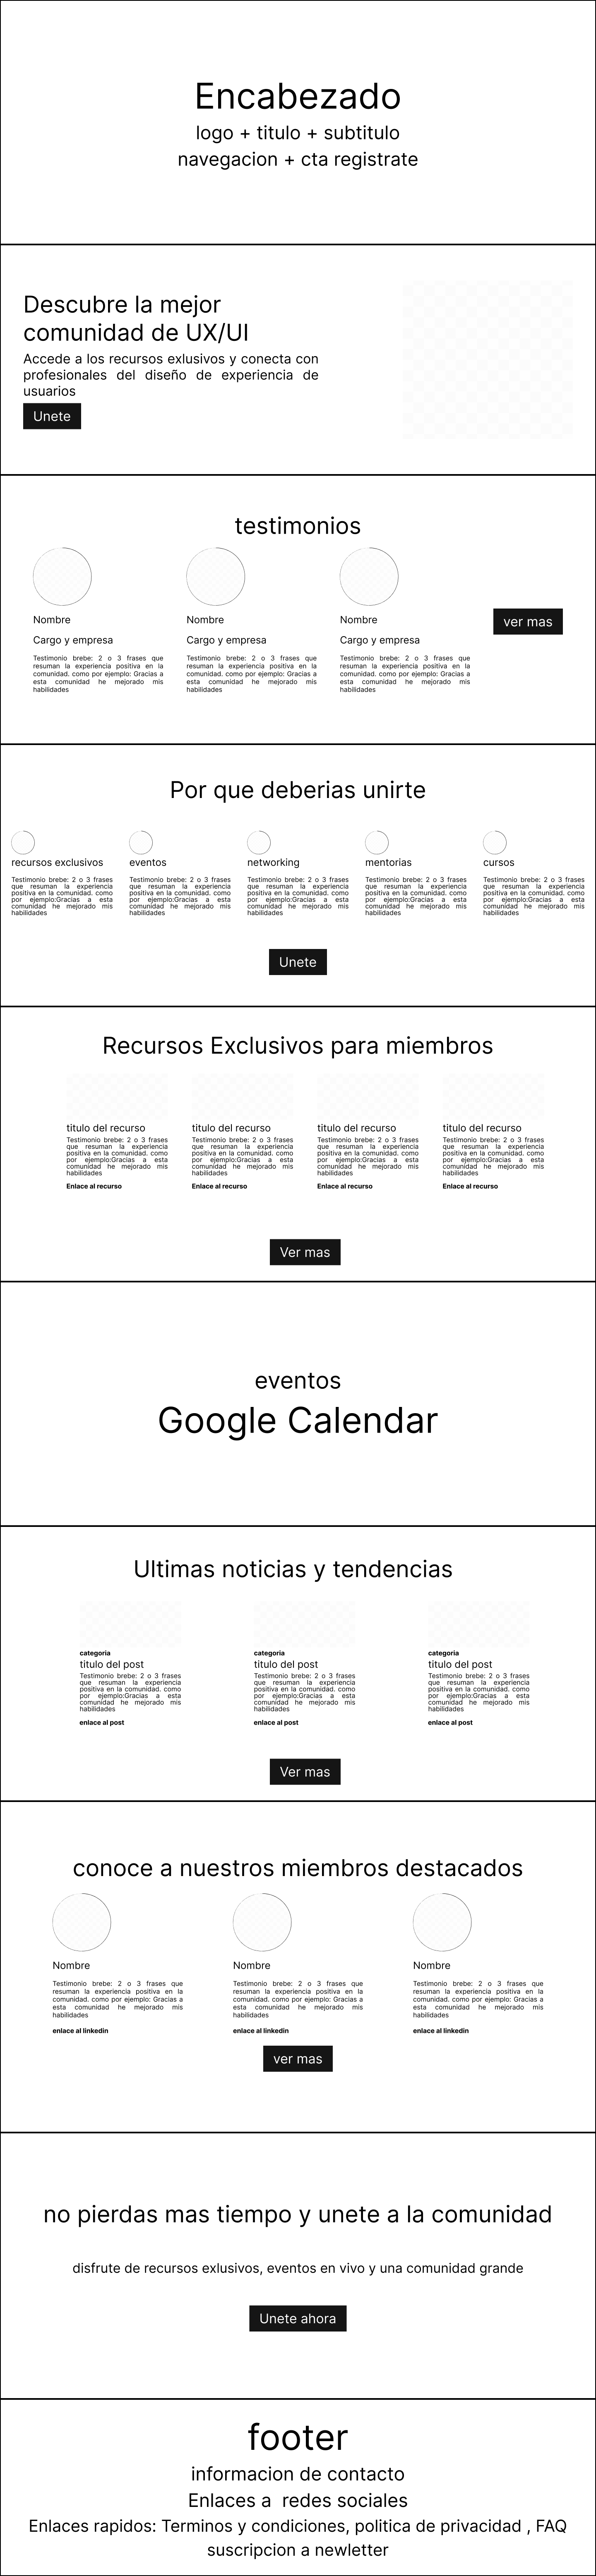 Encabezado
logo + titulo + subtitulo
navegacion + cta registrate
Descubre la mejor
comunidad de UX/UI
Accede a los recursos exlusivos y conecta con
profesionales del diseño de experiencia de
usuarios
Unete
testimonios
Nombre
Cargo y empresa
Testimonio brebe: 2 o 3 frases que
resuman la experiencia positiva en la
comunidad. como por ejemplo: Gracias a
esta comunidad he mejorado mis
habilidades
Nombre
Cargo y empresa
Testimonio brebe: 2 o 3 frases que
resuman la experiencia positiva en la
comunidad. como por ejemplo: Gracias a
esta comunidad he mejorado mis
habilidades
Nombre
Cargo y empresa
Testimonio brebe: 2 o 3 frases que
resuman la experiencia positiva en la
comunidad. como por ejemplo: Gracias a
esta comunidad he mejorado mis
habilidades
ver mas
Por que deberias unirte
recursos exclusivos
Testimonio brebe: 2 o 3 frases
que resuman la experiencia
positiva en la comunidad. como
por ejemplo:Gracias a esta
comunidad he mejorado mis
habilidades
eventos
Testimonio brebe: 2 o 3 frases
que resuman la experiencia
positiva en la comunidad. como
por ejemplo:Gracias a esta
comunidad he mejorado mis
habilidades
networking
Testimonio brebe: 2 o 3 frases
que resuman la experiencia
positiva en la comunidad. como
por ejemplo:Gracias a esta
comunidad he mejorado mis
habilidades
mentorias
Testimonio brebe: 2 o 3 frases
que resuman la experiencia
positiva en la comunidad. como
por ejemplo:Gracias a esta
comunidad he mejorado mis
habilidades
cursos
Testimonio brebe: 2 o 3 frases
que resuman la experiencia
positiva en la comunidad. como
por ejemplo:Gracias a esta
comunidad he mejorado mis
habilidades
Unete
Recursos Exclusivos para miembros
titulo del recurso
Testimonio brebe: 2 o 3 frases
que resuman la experiencia
positiva en la comunidad. como
por ejemplo:Gracias a esta
comunidad he mejorado mis
habilidades
Enlace al recurso
titulo del recurso
Testimonio brebe: 2 o 3 frases
que resuman la experiencia
positiva en la comunidad. como
por ejemplo:Gracias a esta
comunidad he mejorado mis
habilidades
Enlace al recurso
titulo del recurso
Testimonio brebe: 2 o 3 frases
que resuman la experiencia
positiva en la comunidad. como
por ejemplo:Gracias a esta
comunidad he mejorado mis
habilidades
Enlace al recurso
titulo del recurso
Testimonio brebe: 2 o 3 frases
que resuman la experiencia
positiva en la comunidad. como
por ejemplo:Gracias a esta
comunidad he mejorado mis
habilidades
Enlace al recurso
Ver mas
eventos
Google Calendar
Ultimas noticias y tendencias
categoria
titulo del post
Testimonio brebe: 2 o 3 frases
que resuman la experiencia
positiva en la comunidad. como
por ejemplo:Gracias a esta
comunidad he mejorado mis
habilidades
enlace al post
categoria
titulo del post
Testimonio brebe: 2 o 3 frases
que resuman la experiencia
positiva en la comunidad. como
por ejemplo:Gracias a esta
comunidad he mejorado mis
habilidades
enlace al post
categoria
titulo del post
Testimonio brebe: 2 o 3 frases
que resuman la experiencia
positiva en la comunidad. como
por ejemplo:Gracias a esta
comunidad he mejorado mis
habilidades
enlace al post
Ver mas
conoce a nuestros miembros destacados
Nombre
Testimonio brebe: 2 o 3 frases que
resuman la experiencia positiva en la
comunidad. como por ejemplo: Gracias a
esta comunidad he mejorado mis
habilidades
enlace al linkedin
Nombre
Testimonio brebe: 2 o 3 frases que
resuman la experiencia positiva en la
comunidad. como por ejemplo: Gracias a
esta comunidad he mejorado mis
habilidades
enlace al linkedin
Nombre
Testimonio brebe: 2 o 3 frases que
resuman la experiencia positiva en la
comunidad. como por ejemplo: Gracias a
esta comunidad he mejorado mis
habilidades
enlace al linkedin
ver mas
no pierdas mas tiempo y unete a la comunidad
disfrute de recursos exlusivos, eventos en vivo y una comunidad grande
Unete ahora
footer
informacion de contacto
Enlaces a  redes sociales
Enlaces rapidos: Terminos y condiciones, politica de privacidad , FAQ
suscripcion a newletter